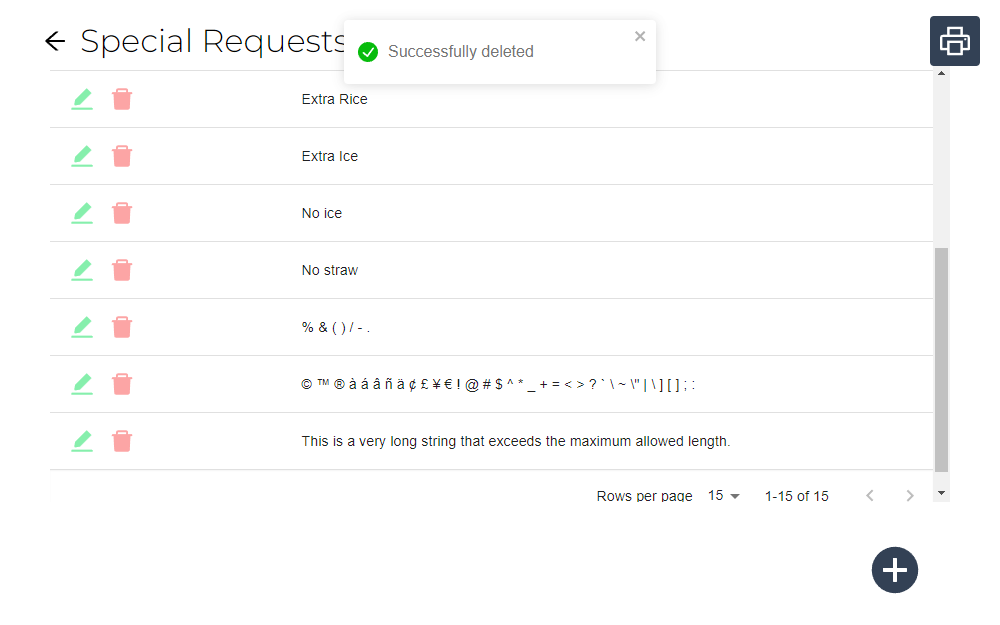 Special Requests
Successfully deleted
Extra Rice
Extra Ice
No ice
No straw
% & ( ) / - .
© ™ ® à á â ñ ä ¢ £ ¥ € ! @ # $ ^ * _ + = < > ? ` \ ~ \" | \ ] [ ] ; :
This is a very long string that exceeds the maximum allowed length.
Rows per page 15 1-15 of 15